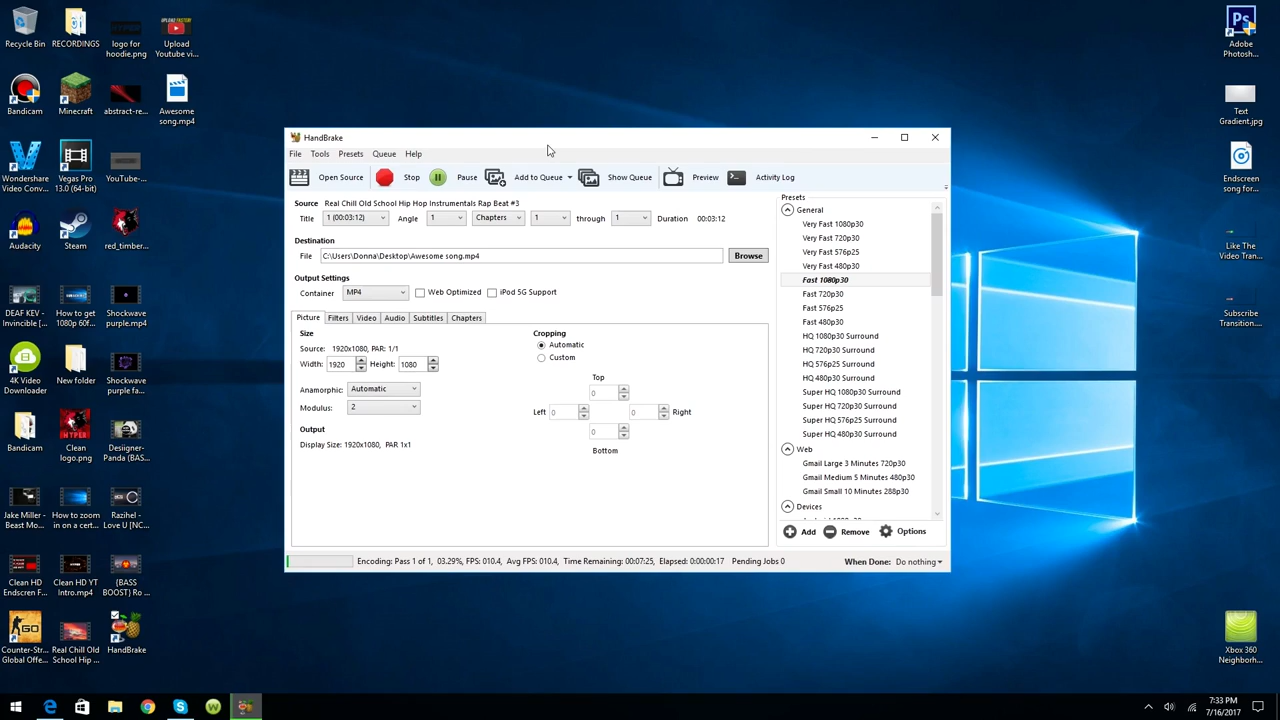 Recycle Bin
RECORDINGS
logo for
hoodie.png
Upload
Youtube vi...
Bandicam
Minecraft
abstract-re...
Awesome
song.mp4
Wondershare
Video Conv...
Vegas Pro
13.0 (64-bit)
YouTube-...
Audacity
Steam
red_timber...
DEAF KEV -
Invincible [...
How to get
1080p 60f...
Shockwave
purple.mp4
4K Video
Downloader
New folder
Shockwave
purple fa...
Bandicam
Clean
logo.png
Desiigner-
Panda (BAS...
Jake Miller -
Beast Mo...
How to zoom
in on a cert...
Razihel -
Love U [NC...
Clean HD
Endscren F...
Clean HD YT
Intro.mp4
(BASS
BOOST) Ro ...
Counter-Str...
Global Offe...
Real Chill Old
School Hip ...
HandBrake
HandBrake
File Tools Presets Queue Help
Open Source Stop Pause Add to Queue Show Queue Preview Activity Log
Source Real Chill Old School Hip Hop Instrumentals Rap Beat #3
Title 1 (00:03:12) Angle 1 Chapters 1 through 1 Duration 00:03:12
Destination
File C:\Users\Donna\Desktop\Awesome song.mp4 Browse
Output Settings
Container MP4 Web Optimized iPod 5G Support
Picture Filters Video Audio Subtitles Chapters
Size
Source: 1920x1080, PAR: 1/1
Width: 1920 Height: 1080
Anamorphic: Automatic
Modulus: 2
Output
Display Size: 1920x1080, PAR 1x1
Cropping
Automatic
Custom
Top
0
Left 0 0 Right
0
Bottom
Presets
General
Very Fast 1080p30
Very Fast 720p30
Very Fast 576p25
Very Fast 480p30
Fast 1080p30
Fast 720p30
Fast 576p25
Fast 480p30
HQ 1080p30 Surround
HQ 720p30 Surround
HQ 576p25 Surround
HQ 480p30 Surround
Super HQ 1080p30 Surround
Super HQ 720p30 Surround
Super HQ 576p25 Surround
Super HQ 480p30 Surround
Web
Gmail Large 3 Minutes 720p30
Gmail Medium 5 Minutes 480p30
Gmail Small 10 Minutes 288p30
Devices
Add Remove Options
Encoding: Pass 1 of 1, 03.29%, FPS: 010.4, Avg FPS: 010.4, Time Remaining: 00:07:25, Elapsed: 0:00:00:17 Pending Jobs 0
When Done: Do nothing
Ps
Adobe
Photosh...
Text
Gradient.jpg
Endscreen
song for...
Like The
Video Tran...
Subscribe
Transition....
Xbox 360
Neighborh...
7:33 PM
7/16/2017